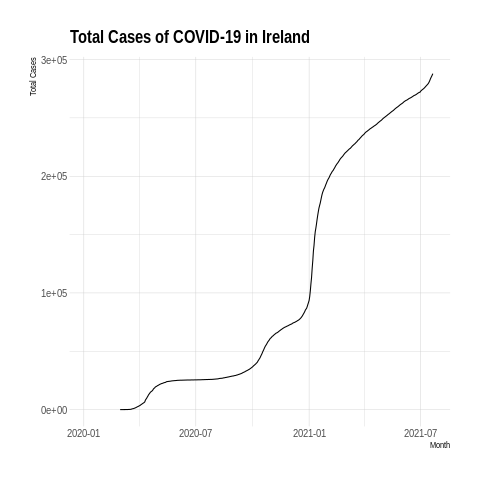 Total Cases of COVID-19 in Ireland
Total Cases
3e+05
2e+05
1e+05
0e+00
2020-01 2020-07 2021-01 2021-07
Month